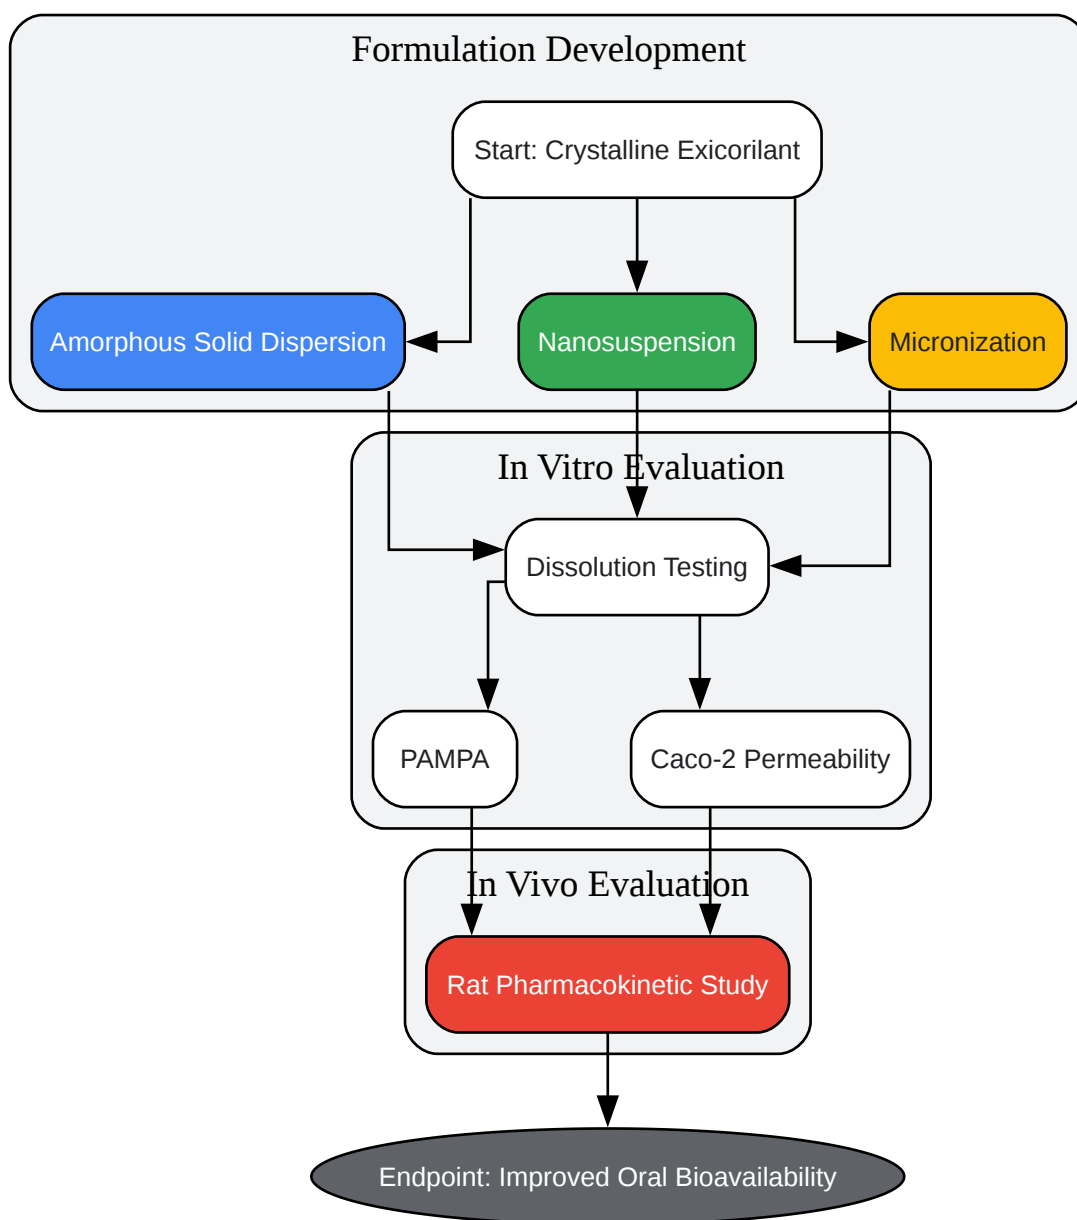 Formulation Development
Start: Crystalline Exicorilant
Amorphous Solid Dispersion
Nanosuspension
Micronization
In Vitro Evaluation
Dissolution Testing
PAMPA
Caco-2 Permeability
In Vivo Evaluation
Rat Pharmacokinetic Study
Endpoint: Improved Oral Bioavailability